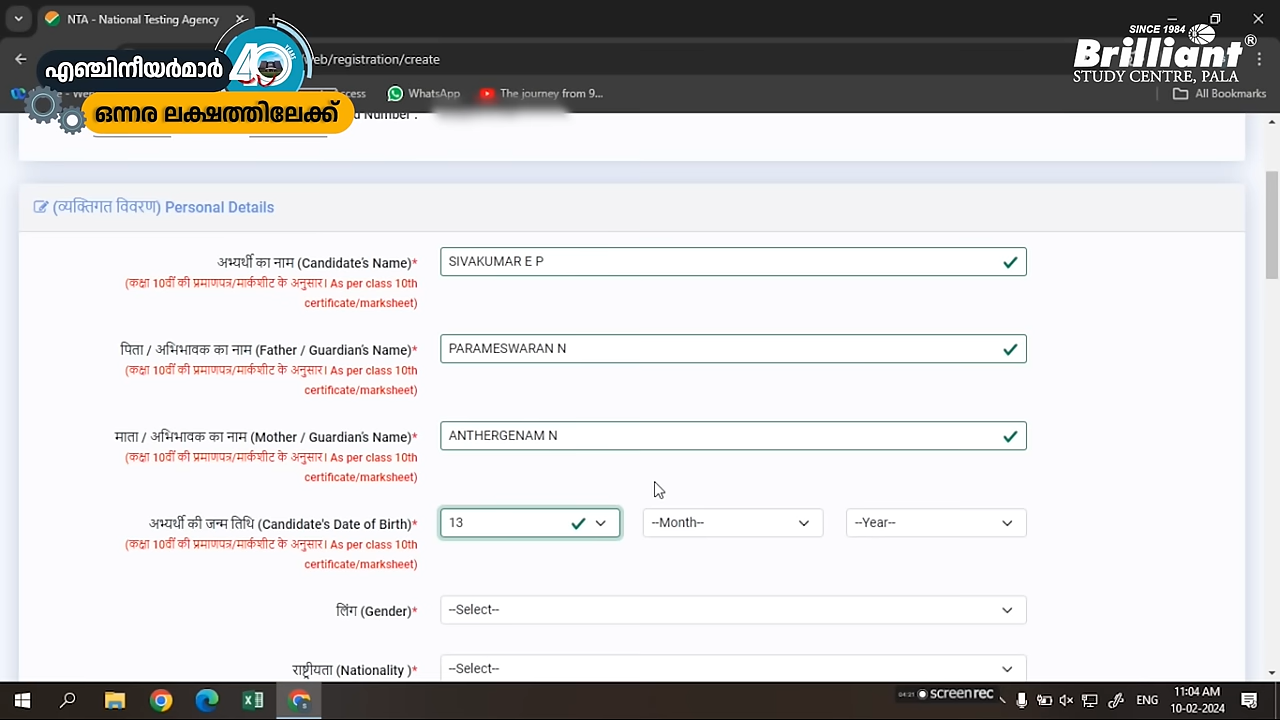 NTA - National Testing Agency
SINCE 1984
Brilliant®
STUDY CENTRE, PALA
40
എഞ്ചിനീയർമാർ
ഒന്നര ലക്ഷത്തിലേക്ക്
web/registration/create
WhatsApp
The journey from 9...
All Bookmarks
Number :
(व्यक्तिगत विवरण) Personal Details
अभ्यर्थी का नाम (Candidate's Name)*
SIVAKUMAR E P
(कक्षा 10वीं की प्रमाणपत्र/मार्कशीट के अनुसार। As per class 10th
certificate/marksheet)
पिता / अभिभावक का नाम (Father / Guardian's Name)*
PARAMESWARAN N
(कक्षा 10वीं की प्रमाणपत्र/मार्कशीट के अनुसार। As per class 10th
certificate/marksheet)
माता / अभिभावक का नाम (Mother / Guardian's Name)*
ANTHERGENAM N
(कक्षा 10वीं की प्रमाणपत्र/मार्कशीट के अनुसार। As per class 10th
certificate/marksheet)
अभ्यर्थी की जन्म तिथि (Candidate's Date of Birth)*
13 --Month-- --Year--
(कक्षा 10वीं की प्रमाणपत्र/मार्कशीट के अनुसार। As per class 10th
certificate/marksheet)
लिंग (Gender)*
--Select--
राष्ट्रीयता (Nationality )*
--Select--
04:21 screenrec
ENG
11:04 AM
10-02-2024